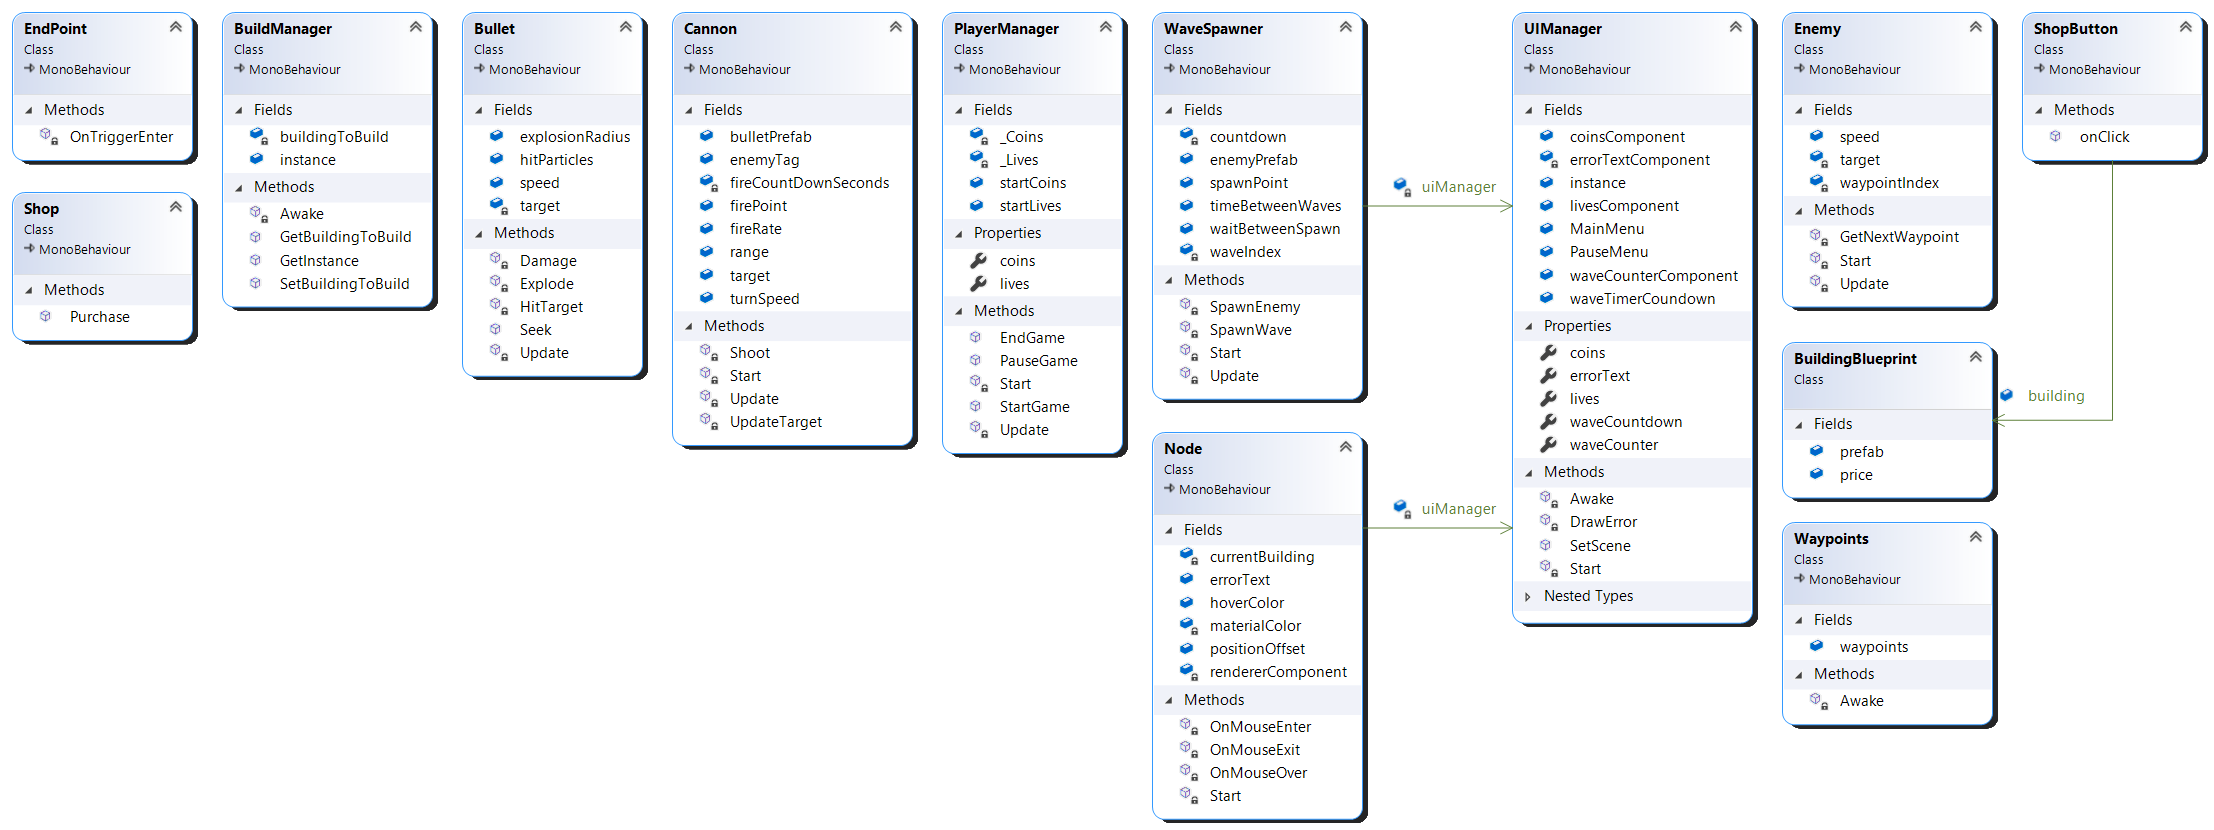 EndPoint
Class
MonoBehaviour
Methods
OnTriggerEnter
Shop
Class
MonoBehaviour
Methods
Purchase
BuildManager
Class
MonoBehaviour
Fields
buildingToBuild
instance
Methods
Awake
GetBuildingToBuild
GetInstance
SetBuildingToBuild
Bullet
Class
MonoBehaviour
Fields
explosionRadius
hitParticles
speed
target
Methods
Damage
Explode
HitTarget
Seek
Update
Cannon
Class
MonoBehaviour
Fields
bulletPrefab
enemyTag
fireCountDownSeconds
firePoint
fireRate
range
target
turnSpeed
Methods
Shoot
Start
Update
UpdateTarget
PlayerManager
Class
MonoBehaviour
Fields
_Coins
_Lives
startCoins
startLives
Properties
coins
lives
Methods
EndGame
PauseGame
Start
StartGame
Update
WaveSpawner
Class
MonoBehaviour
Fields
countdown
enemyPrefab
spawnPoint
timeBetweenWaves
waitBetweenSpawn
waveIndex
Methods
SpawnEnemy
SpawnWave
Start
Update
uiManager
Node
Class
MonoBehaviour
Fields
currentBuilding
errorText
hoverColor
materialColor
positionOffset
rendererComponent
Methods
OnMouseEnter
OnMouseExit
OnMouseOver
Start
uiManager
UIManager
Class
MonoBehaviour
Fields
coinsComponent
errorTextComponent
instance
livesComponent
MainMenu
PauseMenu
waveCounterComponent
waveTimerCoundown
Properties
coins
errorText
lives
waveCountdown
waveCounter
Methods
Awake
DrawError
SetScene
Start
Nested Types
Enemy
Class
MonoBehaviour
Fields
speed
target
waypointIndex
Methods
GetNextWaypoint
Start
Update
BuildingBlueprint
Class
Fields
prefab
price
Waypoints
Class
MonoBehaviour
Fields
waypoints
Methods
Awake
ShopButton
Class
MonoBehaviour
Methods
onClick
building